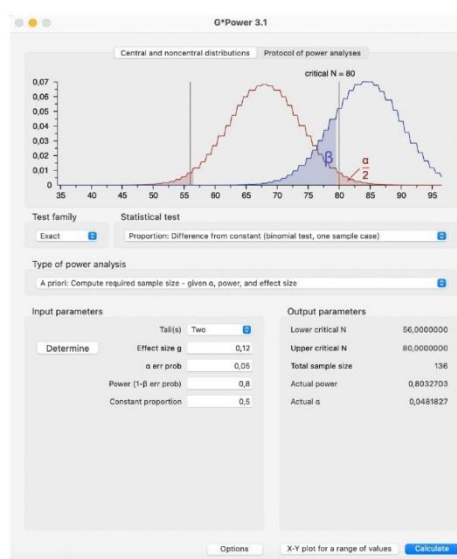 G*Power 3.1
Central and noncentral distributions Protocol of power analyses
critical N = 80
0,07
0,06
0,05
0,04
0,03
0,02
0,01
0
β
α
2
35 40 45 50 55 60 65 70 75 80 85 90 95
Test family Statistical test
Exact Proportion: Difference from constant (binomial test, one sample case)
Type of power analysis
A priori: Compute required sample size - given α, power, and effect size
Input parameters Output parameters
Tail(s) Two Lower critical N 56,0000000
Determine Effect size g 0,12 Upper critical N 80,0000000
α err prob 0,05 Total sample size 136
Power (1-β err prob) 0,8 Actual power 0,8032703
Constant proportion 0,5 Actual α 0,0481827
Options X-Y plot for a range of values Calculate